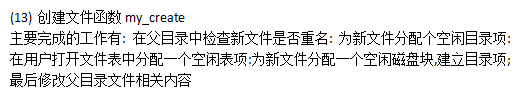 (13) 创建文件函数 my_create
主要完成的工作有: 在父目录中检查新文件是否重名: 为新文件分配个空闲目录项:
在用户打开文件表中分配一个空闲表项:为新文件分配一个空闲磁盘块,建立目录项;
最后修改父目录文件相关内容